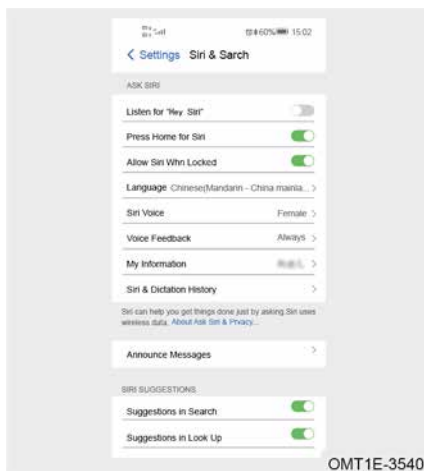 60% 15:02
Settings Siri & Sarch
ASK SIRI
Listen for "Hey Siri"
Press Home for Siri
Allow Siri Whn Locked
Language Chinese(Mandarin - China mainla...
Siri Voice Female
Voice Feedback Always
My Information
Siri & Dictation History
Siri can help you get things done just by asking.Siri uses
wireless data. About Ask Siri & Privacy...
Announce Messages
SIRI SUGGESTIONS
Suggestions in Search
Suggestions in Look Up
OMT1E-3540